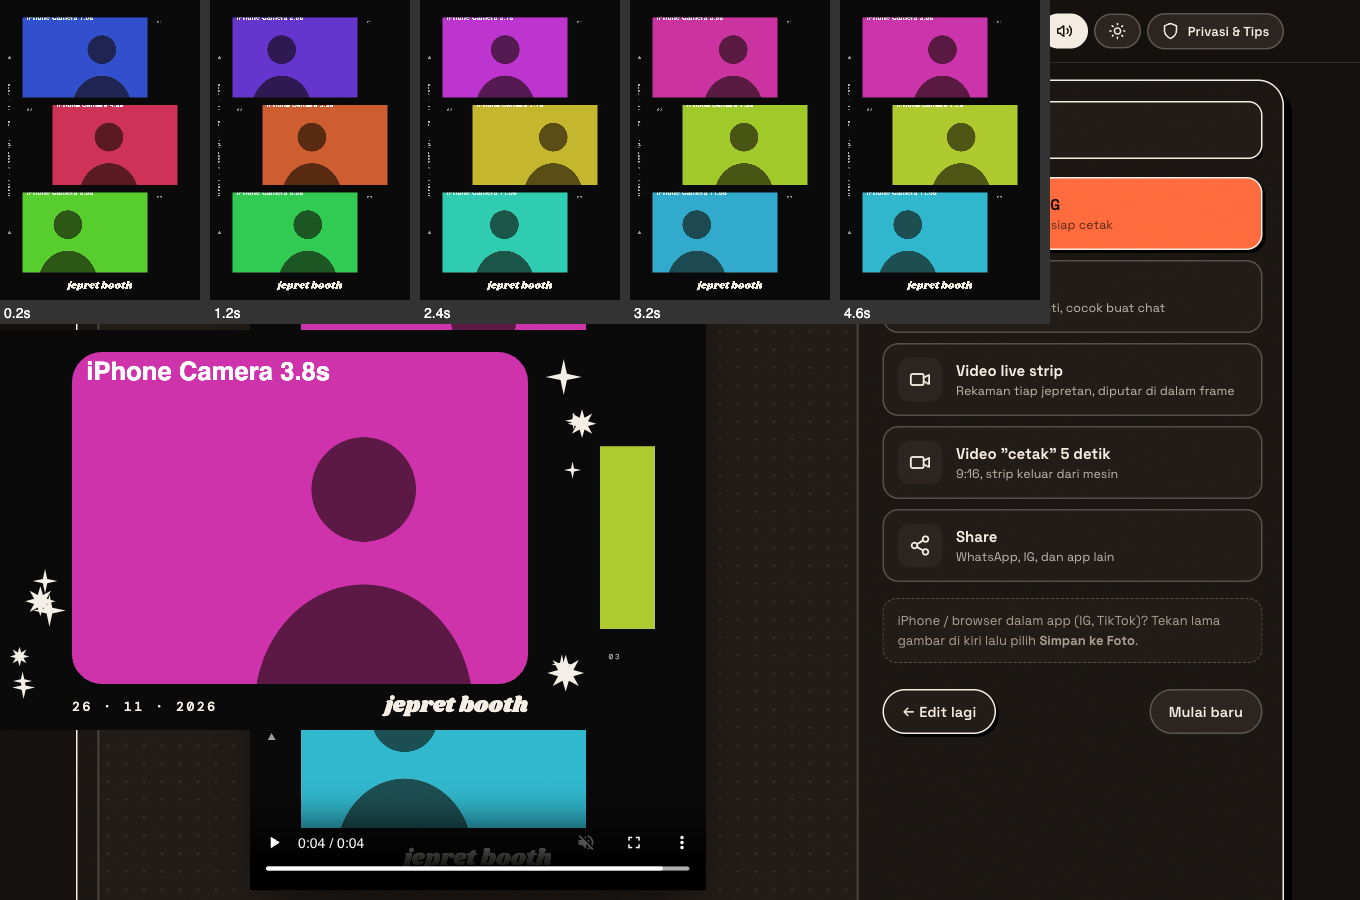 jepret booth
jepret booth
jepret booth
jepret booth
jepret booth
0.2s
1.2s
2.4s
3.2s
4.6s
iPhone Camera 3.8s
03
26 · 11 · 2026
jepret booth
0:04 / 0:04
jepret booth
Privasi & Tips
G
siap cetak
ti, cocok buat chat
Video live strip
Rekaman tiap jepretan, diputar di dalam frame
Video ”cetak” 5 detik
9:16, strip keluar dari mesin
Share
WhatsApp, IG, dan app lain
iPhone / browser dalam app (IG, TikTok)? Tekan lama
gambar di kiri lalu pilih Simpan ke Foto.
← Edit lagi
Mulai baru